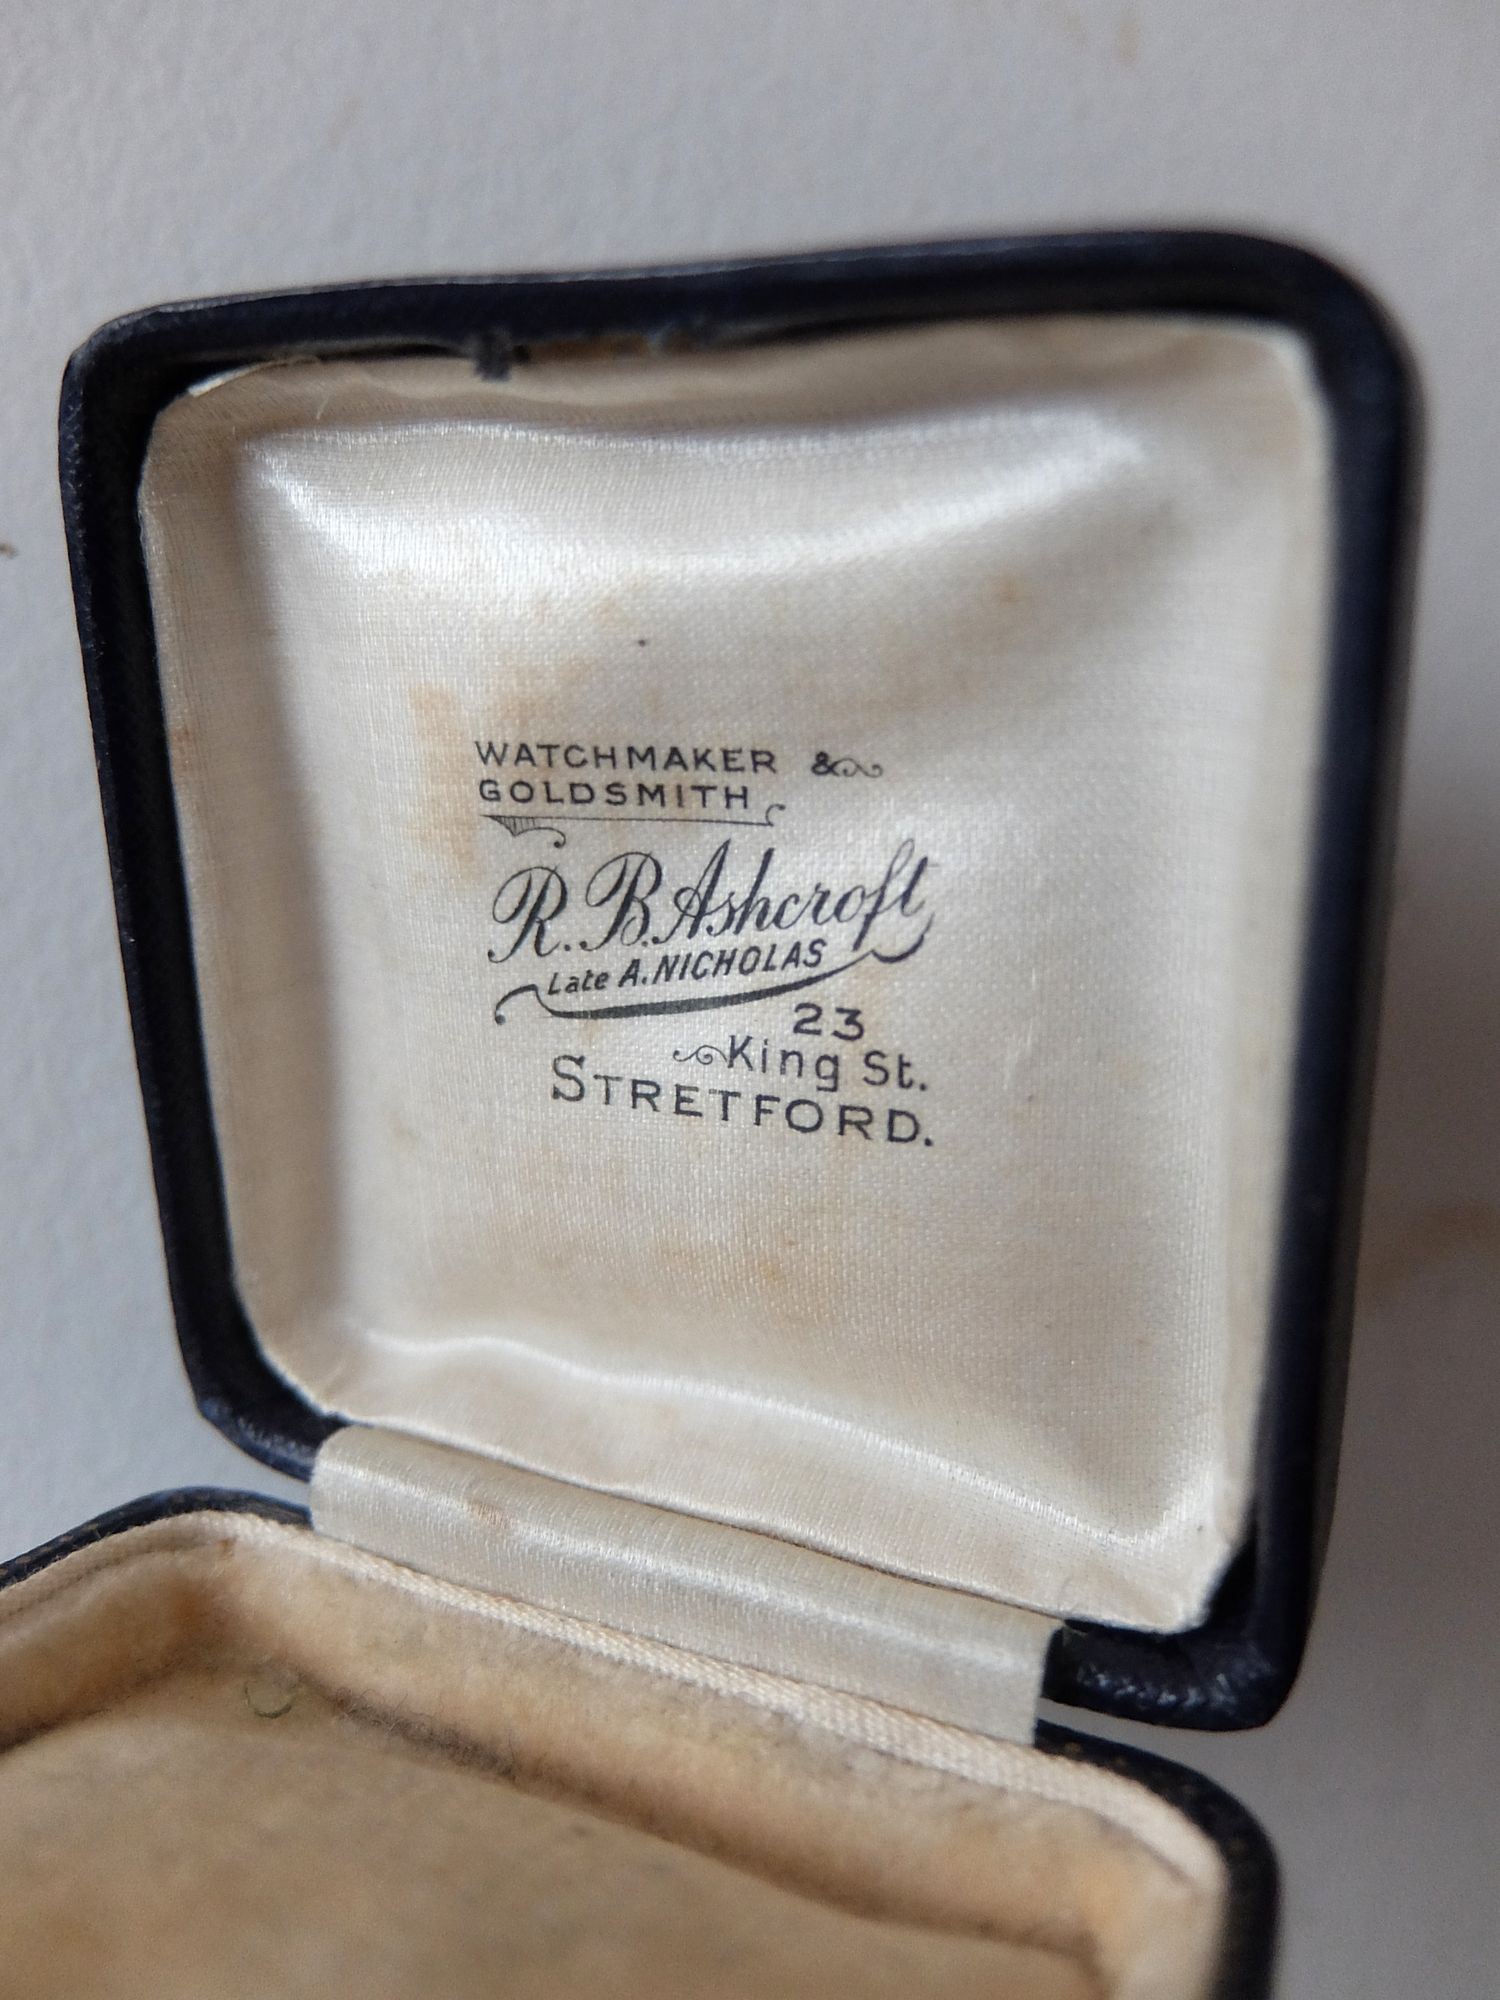 WATCHMAKER &
GOLDSMITH
R. B. Ashcroft
Late A. NICHOLAS
23
King St.
STRETFORD.